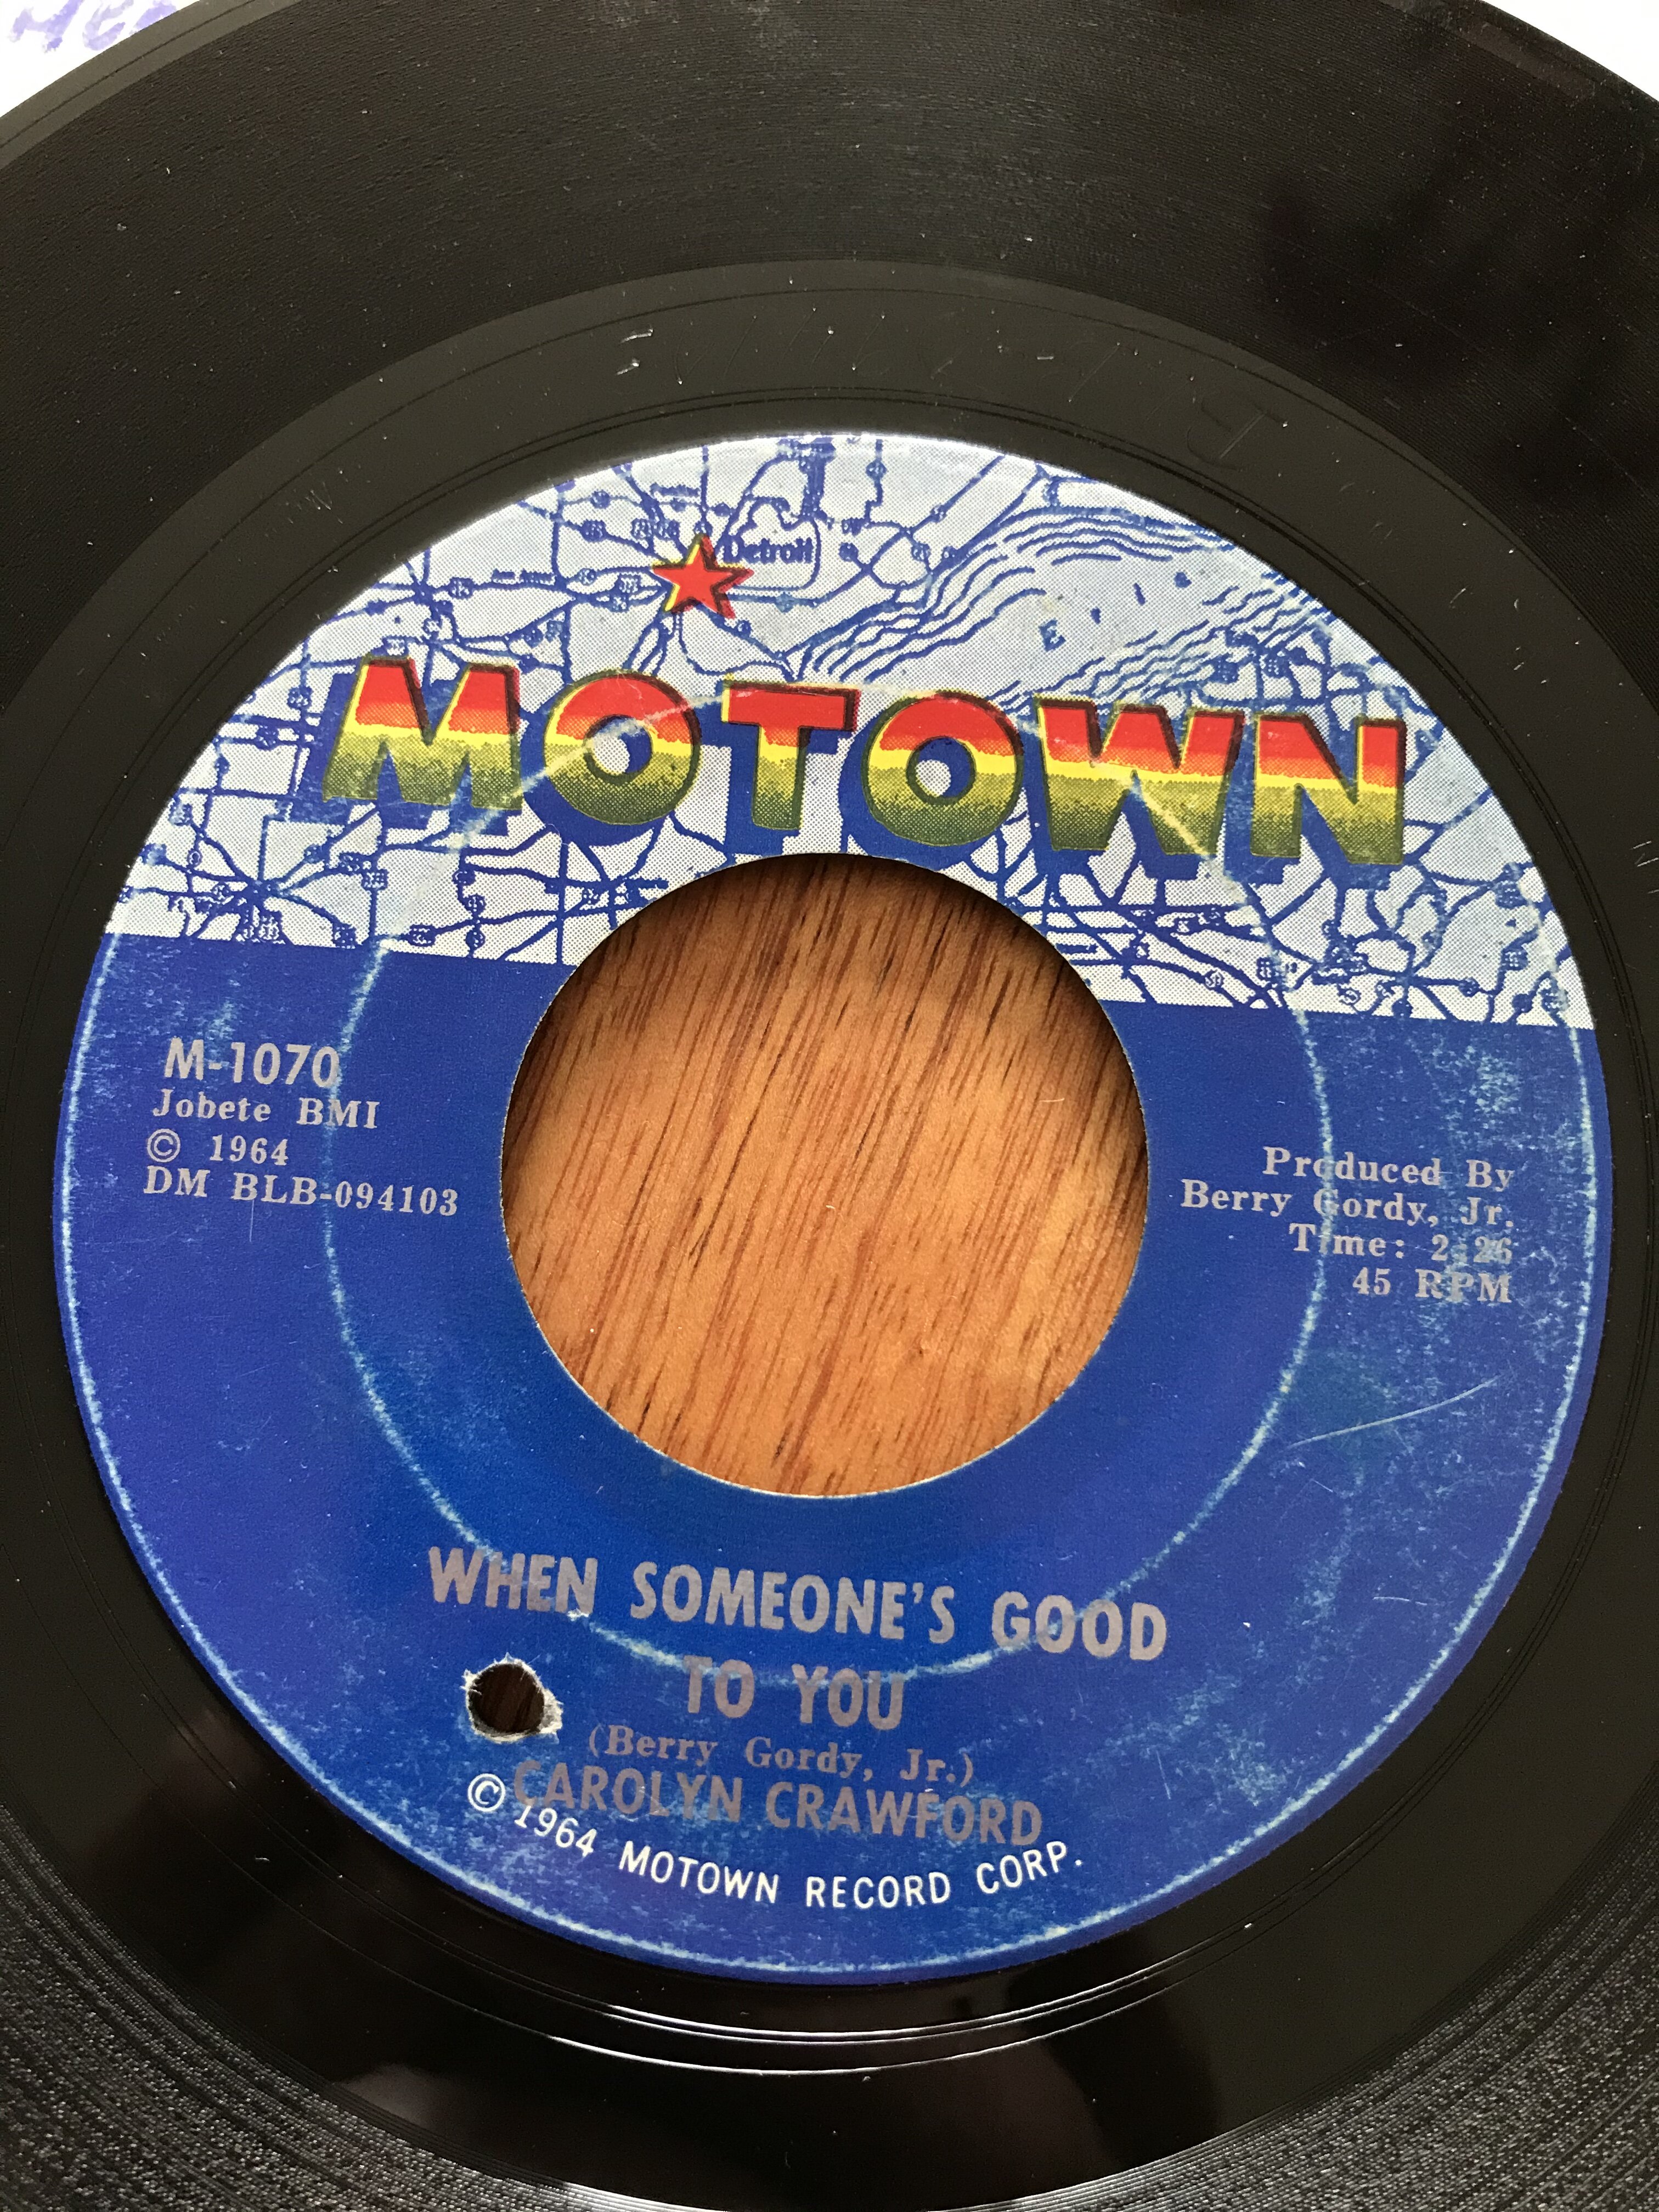 Detroit
E R I E
MOTOWN
M-1070
Jobete BMI
© 1964
DM BLB-094103
Produced By
Berry Gordy, Jr.
Time: 2:26
45 RPM
WHEN SOMEONE'S GOOD
TO YOU
(Berry Gordy, Jr.)
CAROLYN CRAWFORD
© 1964 MOTOWN RECORD CORP.